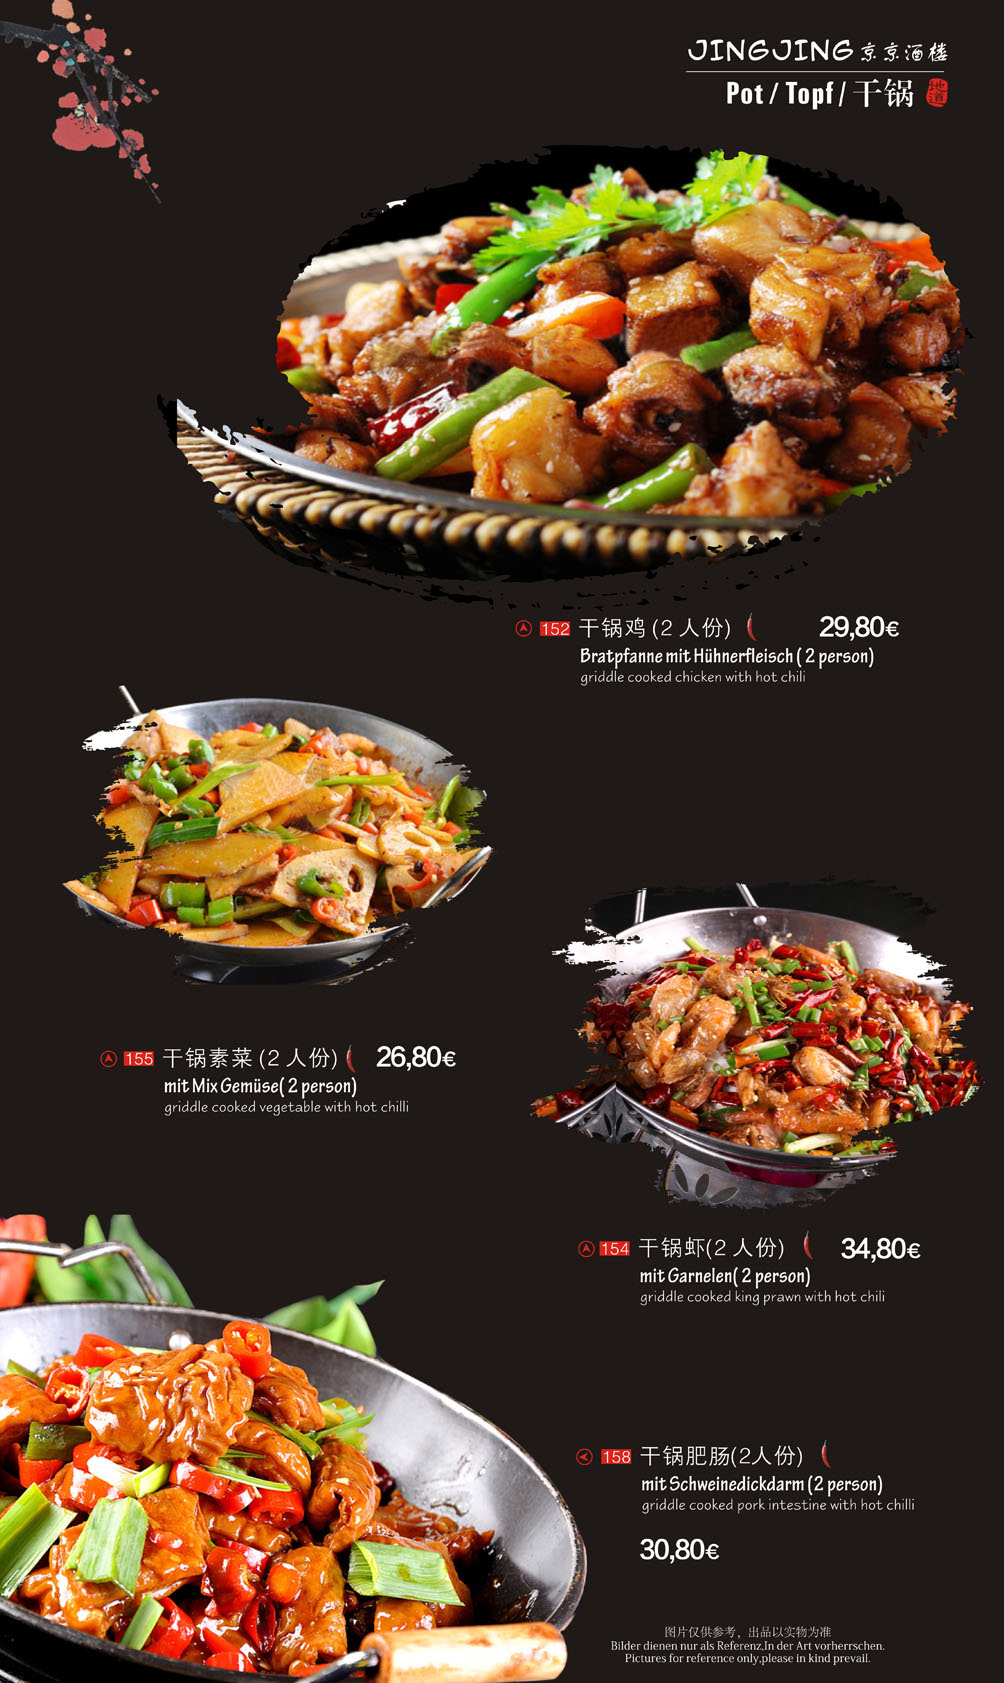 JINGJING 京京酒楼
Pot / Topf / 干锅 地道
152 干锅鸡 (2 人份) 29,80€
Bratpfanne mit Hühnerfleisch ( 2 person)
griddle cooked chicken with hot chili
155 干锅素菜 (2 人份) 26,80€
mit Mix Gemüse( 2 person)
griddle cooked vegetable with hot chilli
154 干锅虾(2 人份) 34,80€
mit Garnelen( 2 person)
griddle cooked king prawn with hot chili
158 干锅肥肠(2人份)
mit Schweinedickdarm (2 person)
griddle cooked pork intestine with hot chilli
30,80€
图片仅供参考，出品以实物为准
Bilder dienen nur als Referenz,In der Art vorherrschen.
Pictures for reference only,please in kind prevail.